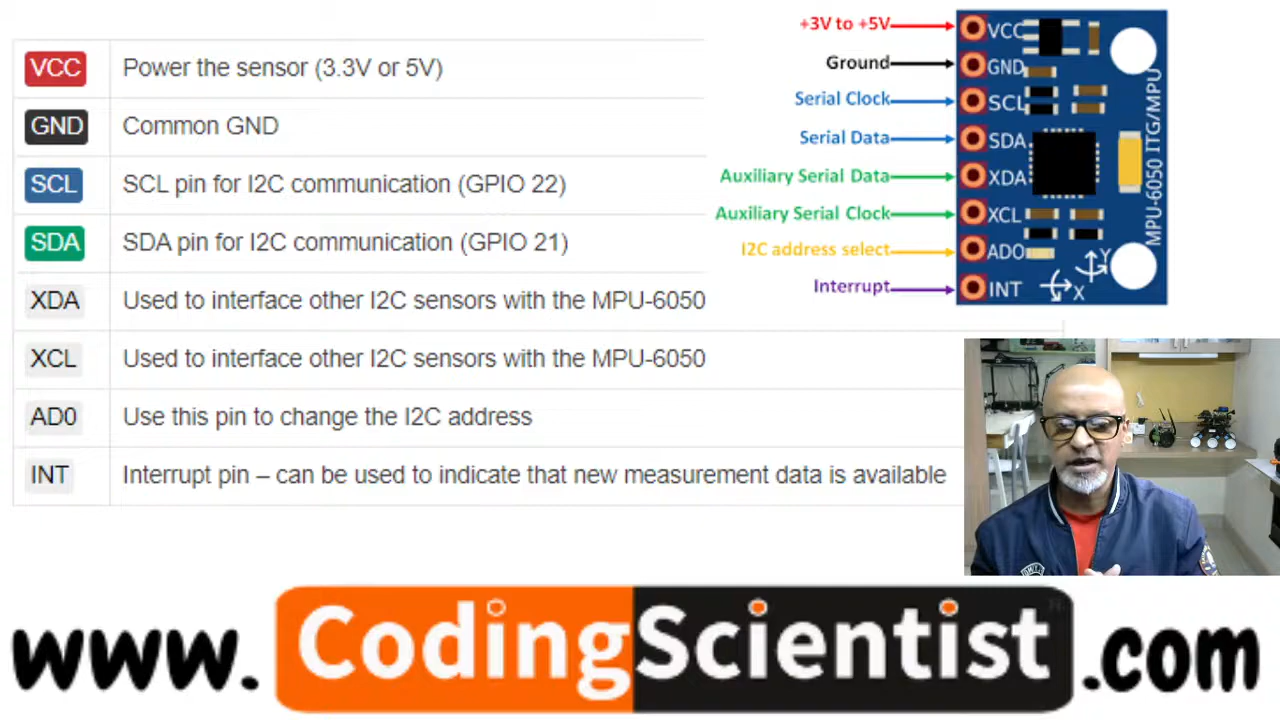 VCC Power the sensor (3.3V or 5V)
GND Common GND
SCL SCL pin for I2C communication (GPIO 22)
SDA SDA pin for I2C communication (GPIO 21)
XDA Used to interface other I2C sensors with the MPU-6050
XCL Used to interface other I2C sensors with the MPU-6050
AD0 Use this pin to change the I2C address
INT Interrupt pin – can be used to indicate that new measurement data is available
+3V to +5V
Ground
Serial Clock
Serial Data
Auxiliary Serial Data
Auxiliary Serial Clock
I2C address select
Interrupt
VCC
GND
SCL
SDA
XDA
XCL
AD0
INT
Y
X
MPU-6050 ITG/MPU
www.CodingScientist.com